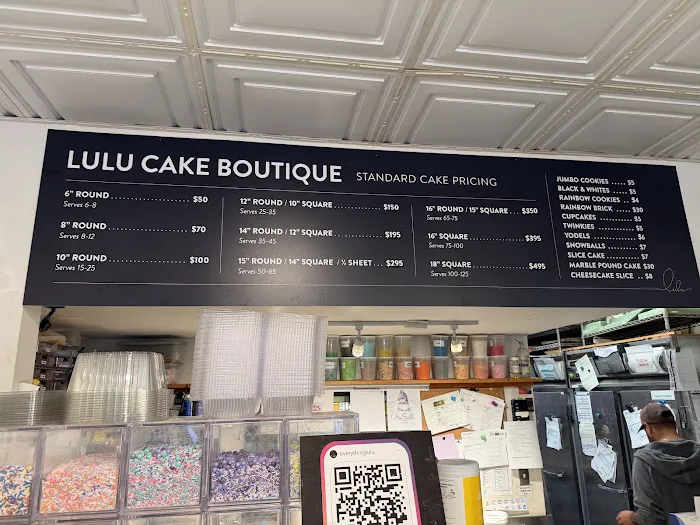 LULU CAKE BOUTIQUE STANDARD CAKE PRICING
6" ROUND ........................ $50
Serves 6-8
8" ROUND ........................ $70
Serves 8-12
10" ROUND ...................... $100
Serves 15-25
12" ROUND / 10" SQUARE ............ $150
Serves 25-35
14" ROUND / 12" SQUARE ............ $195
Serves 35-45
15" ROUND / 14" SQUARE / ½ SHEET ... $295
Serves 50-65
16" ROUND / 15" SQUARE ... $350
Serves 65-75
16" SQUARE .................. $395
Serves 75-100
18" SQUARE .................. $495
Serves 100-125
JUMBO COOKIES ..... $5
BLACK & WHITES ..... $5
RAINBOW COOKIES .. $4
RAINBOW BRICK .... $30
CUPCAKES .......... $5
TWINKIES ........... $5
YODELS ............ $6
SNOWBALLS ........ $7
SLICE CAKE ......... $7
MARBLE POUND CAKE $30
CHEESECAKE SLICE .. $8
lulu
everythinglulu